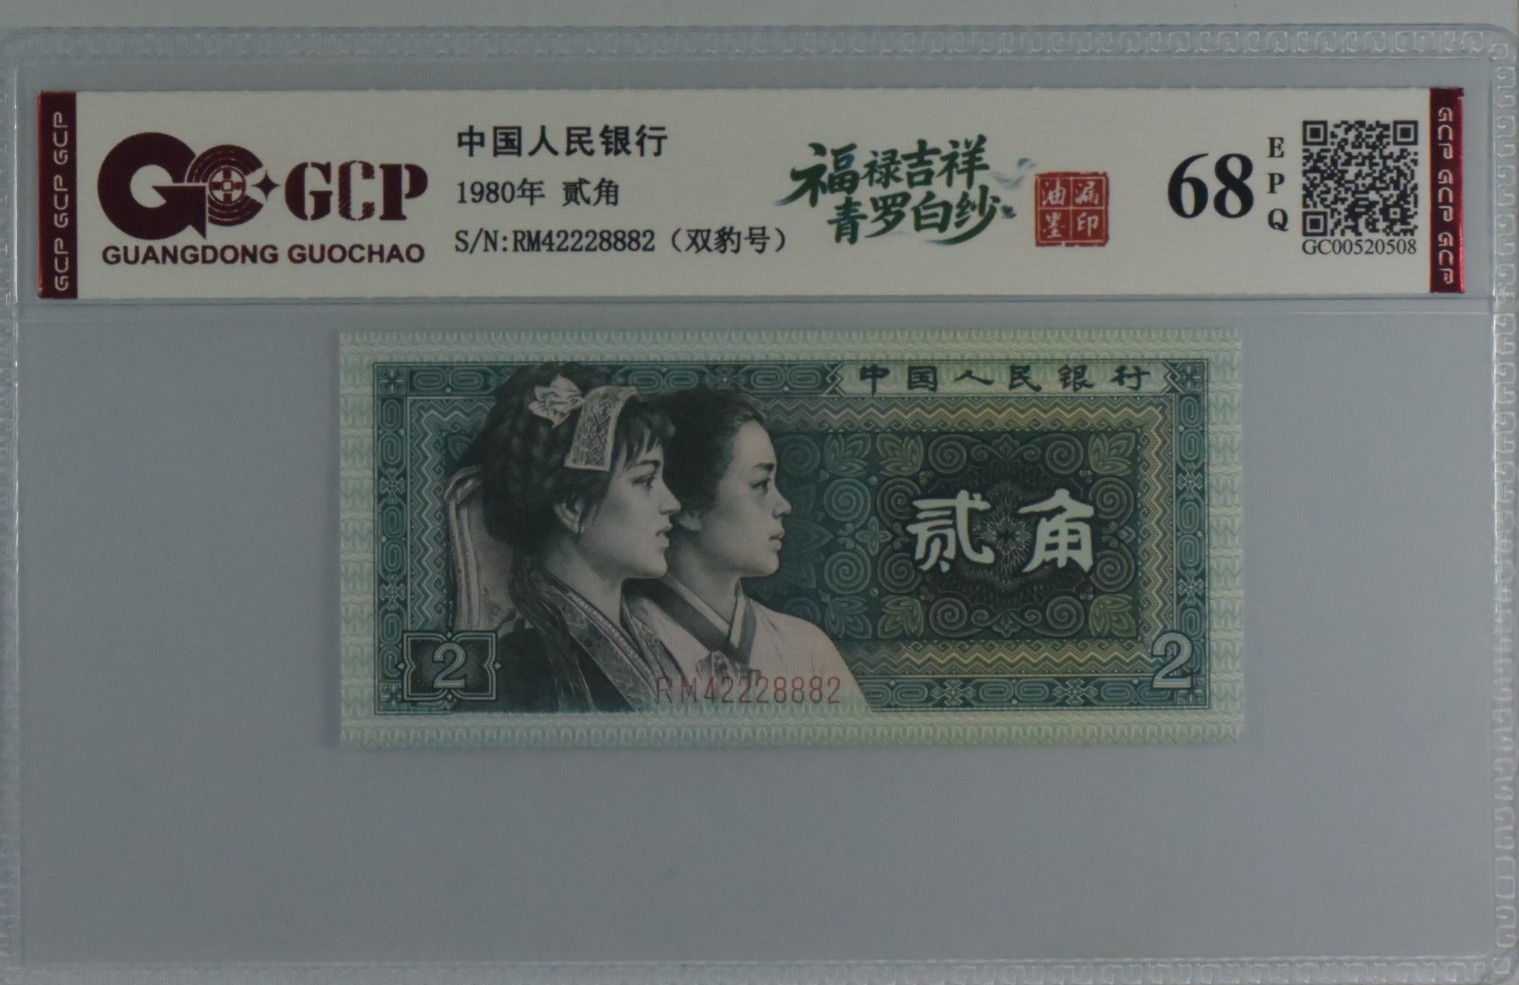 GCP GCP GCP
GCP
GUANGDONG GUOCHAO
中国人民银行
1980年 贰角
S/N:RM42228882（双豹号）
福禄吉祥
青罗白纱
油漏
墨印
68
EPQ
GC00520508
GCP GCP GCP
中国人民银行
贰角
2
2
RM42228882